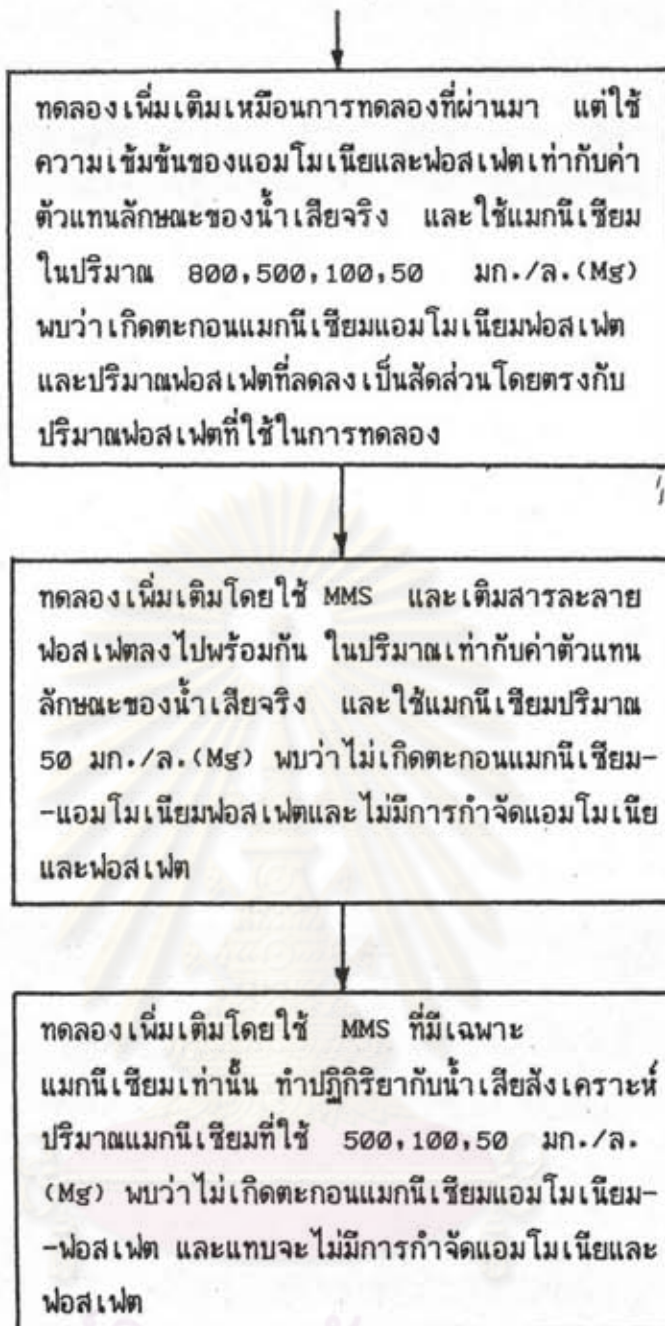 ทดลองเพิ่มเติมเหมือนการทดลองที่ผ่านมา แต่ใช้
ความเข้มข้นของแอมโมเนียและฟอสเฟตเท่ากับค่า
ตัวแทนลักษณะของน้ำเสียจริง และใช้แมกนีเซียม
ในปริมาณ 800,500,100,50 มก./ล.(Mg)
พบว่าเกิดตะกอนแมกนีเซียมแอมโมเนียมฟอสเฟต
และปริมาณฟอสเฟตที่ลดลงเป็นสัดส่วนโดยตรงกับ
ปริมาณฟอสเฟตที่ใช้ในการทดลอง
ทดลองเพิ่มเติมโดยใช้ MMS และเติมสารละลาย
ฟอสเฟตลงไปพร้อมกัน ในปริมาณเท่ากับค่าตัวแทน
ลักษณะของน้ำเสียจริง และใช้แมกนีเซียมปริมาณ
50 มก./ล.(Mg) พบว่าไม่เกิดตะกอนแมกนีเซียม-
-แอมโมเนียมฟอสเฟตและไม่มีการกำจัดแอมโมเนีย
และฟอสเฟต
ทดลองเพิ่มเติมโดยใช้ MMS ที่มีเฉพาะ
แมกนีเซียมเท่านั้น ทำปฏิกิริยากับน้ำเสียสังเคราะห์
ปริมาณแมกนีเซียมที่ใช้ 500,100,50 มก./ล.
(Mg) พบว่าไม่เกิดตะกอนแมกนีเซียมแอมโมเนียม-
-ฟอสเฟต และแทบจะไม่มีการกำจัดแอมโมเนียและ
ฟอสเฟต